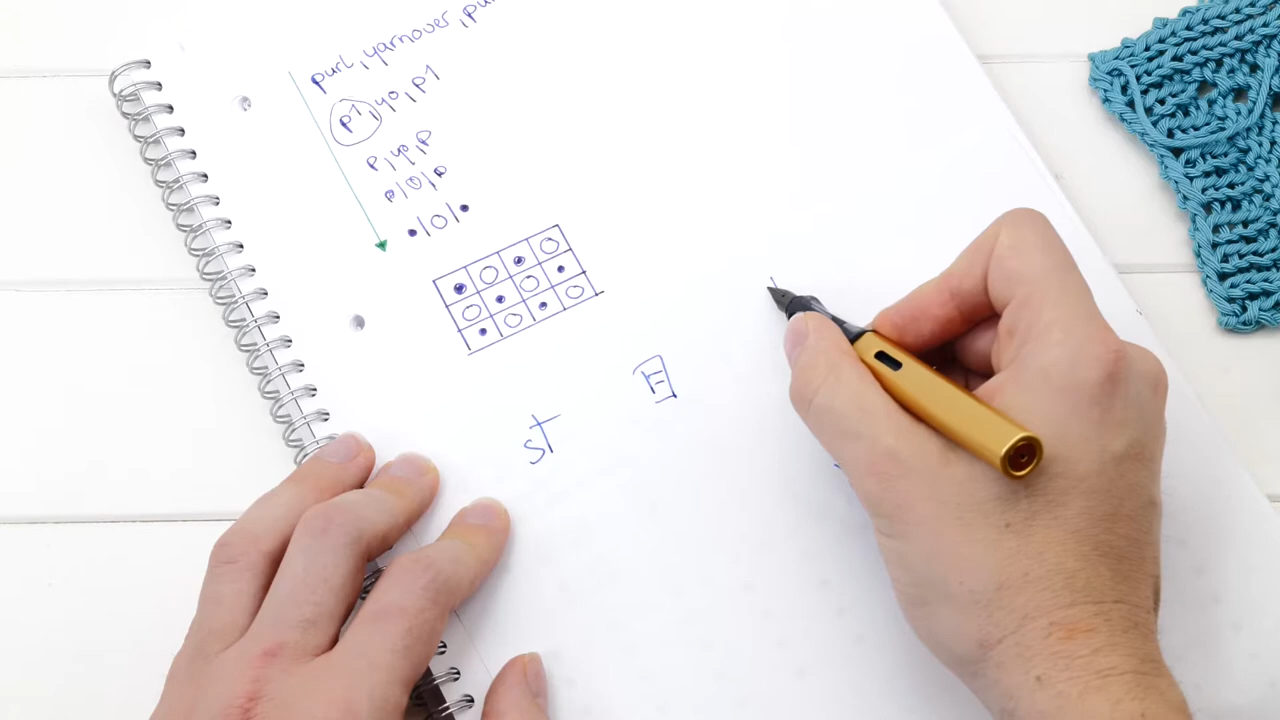 purl, yarnover, pu
p1, yo, p1
p, yo, p
p|O|p
•|O|•
st